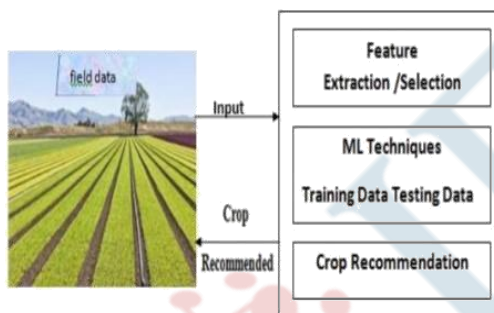 field data
Input
Crop
Recommended
Feature
Extraction /Selection
ML Techniques
Training Data Testing Data
Crop Recommendation